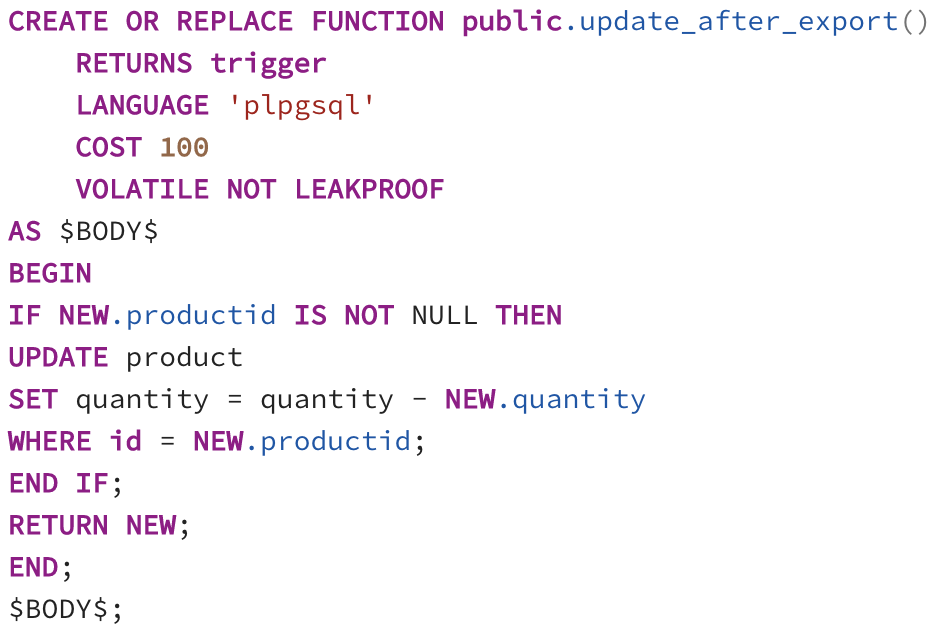 CREATE OR REPLACE FUNCTION public.update_after_export()
    RETURNS trigger
    LANGUAGE 'plpgsql'
    COST 100
    VOLATILE NOT LEAKPROOF
AS $BODY$
BEGIN
IF NEW.productid IS NOT NULL THEN
UPDATE product
SET quantity = quantity - NEW.quantity
WHERE id = NEW.productid;
END IF;
RETURN NEW;
END;
$BODY$;